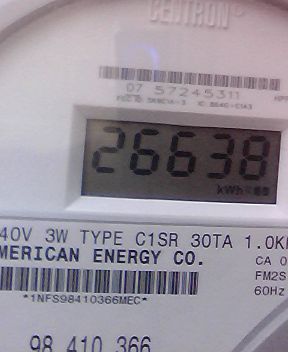 CENTRON®
07 57245311
26638
kWh
40V 3W TYPE C1SR 30TA 1.0K
MERICAN ENERGY CO.
CA 0
FM2S
60Hz
*1NFS98410366MEC*
98 410 366